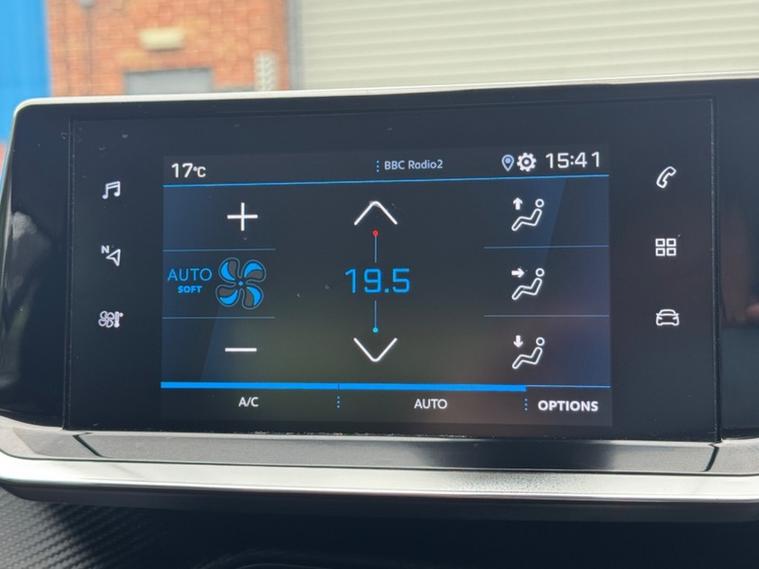 17°C
BBC Radio2
15:41
N
AUTO
SOFT
19.5
A/C
AUTO
OPTIONS